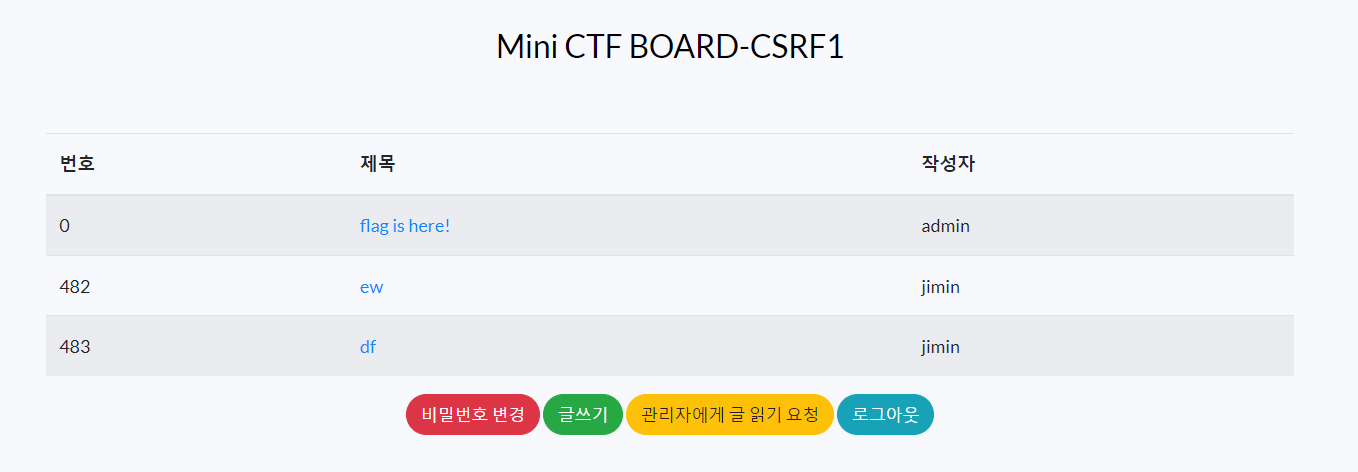 Mini CTF BOARD-CSRF1
번호 제목 작성자
0 flag is here! admin
482 ew jimin
483 df jimin
비밀번호 변경 글쓰기 관리자에게 글 읽기 요청 로그아웃